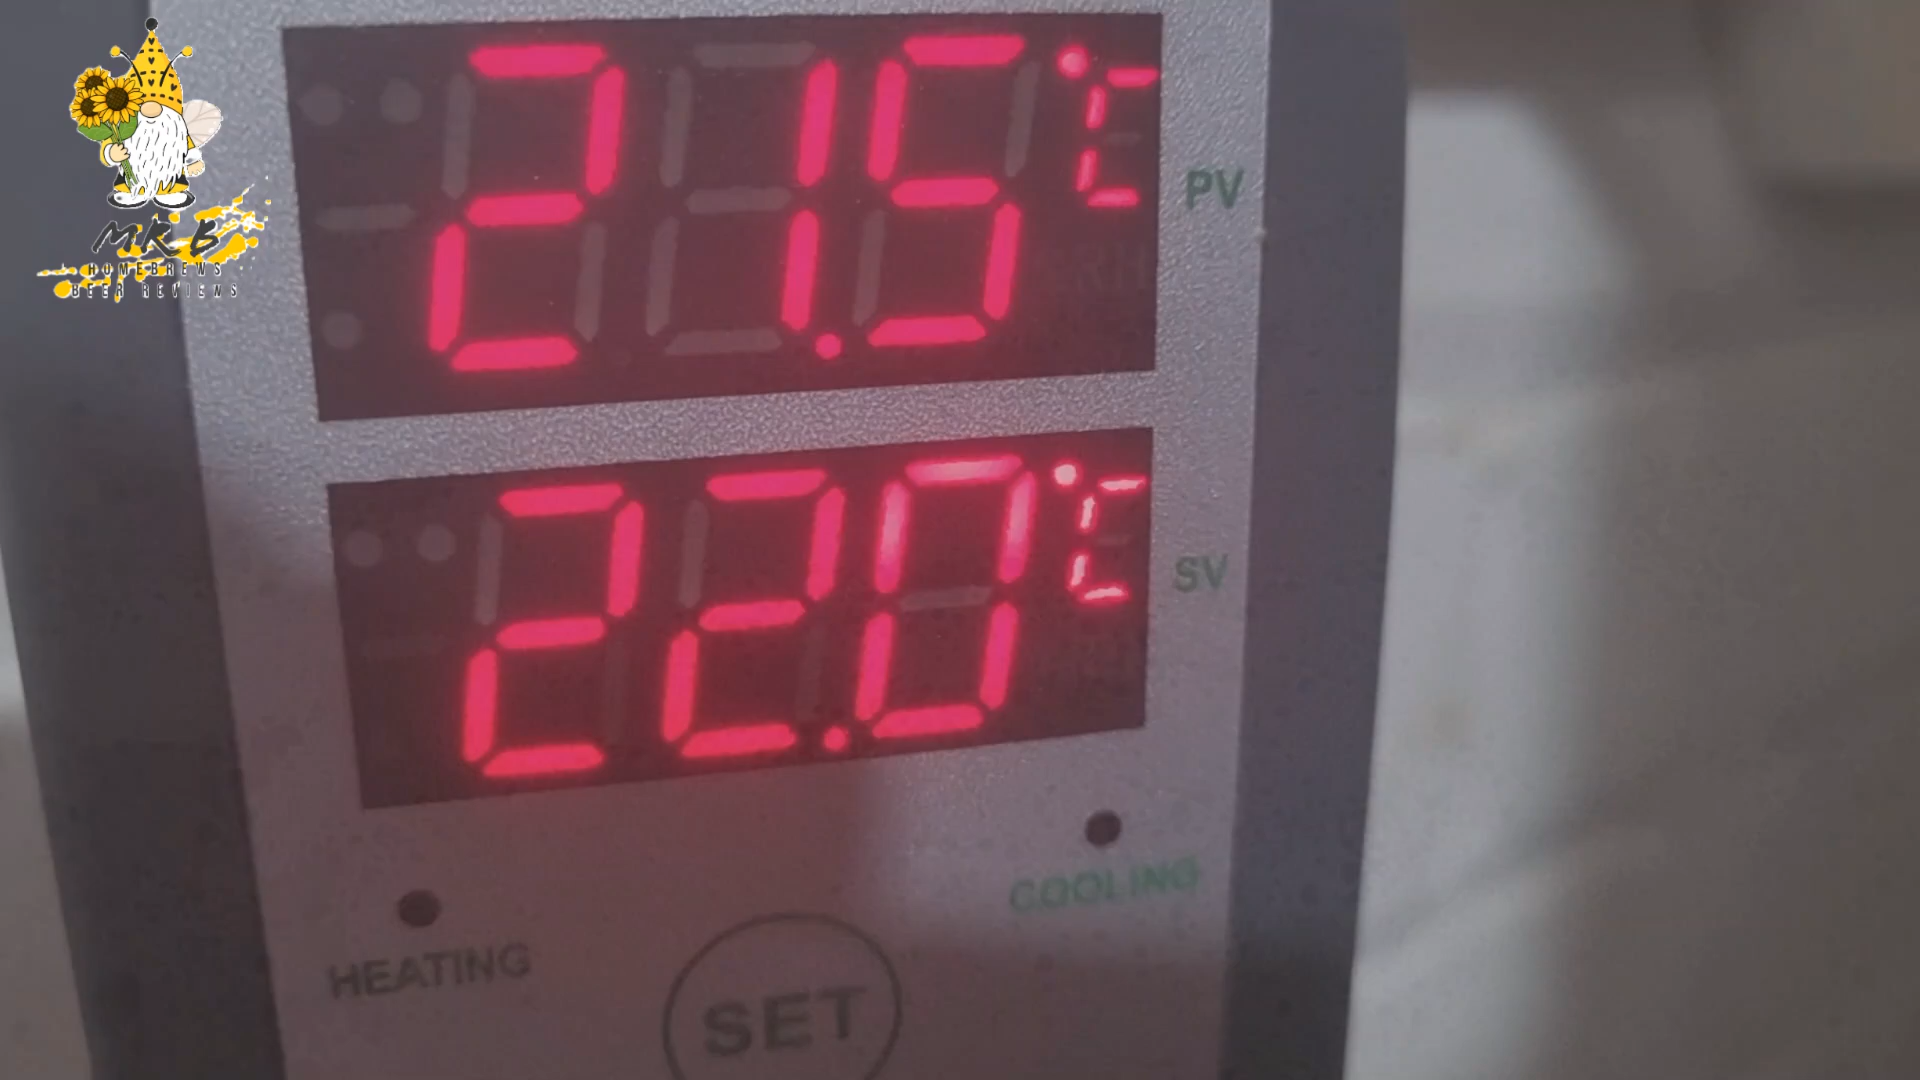 MR B
HOMEBREWS
BEER REVIEWS
21.5 °C
PV
22.0 °C
SV
COOLING
HEATING
SET